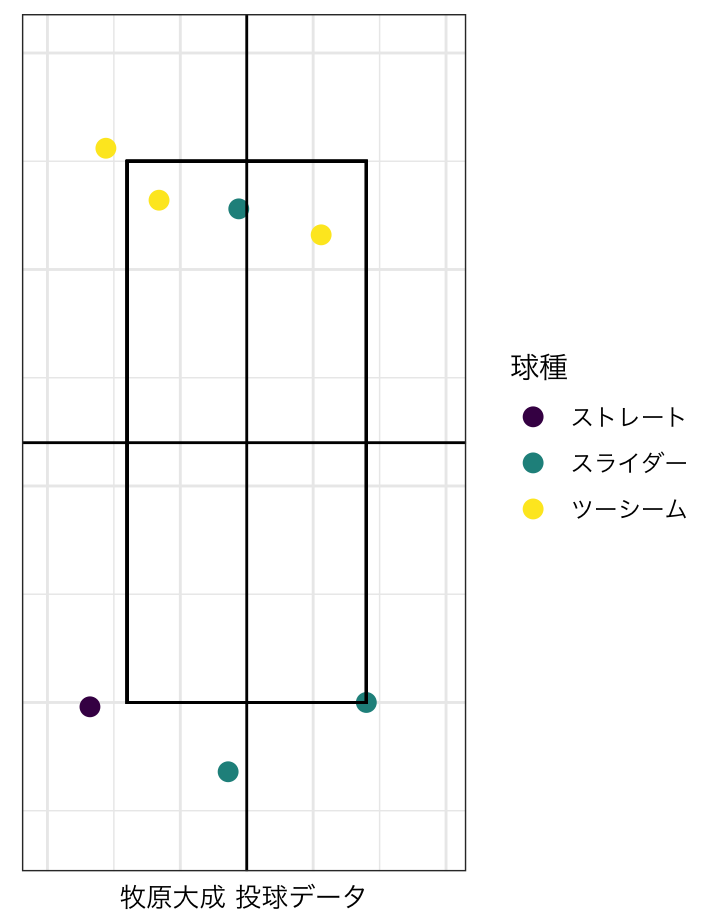 球種
ストレート
スライダー
ツーシーム
牧原大成 投球データ